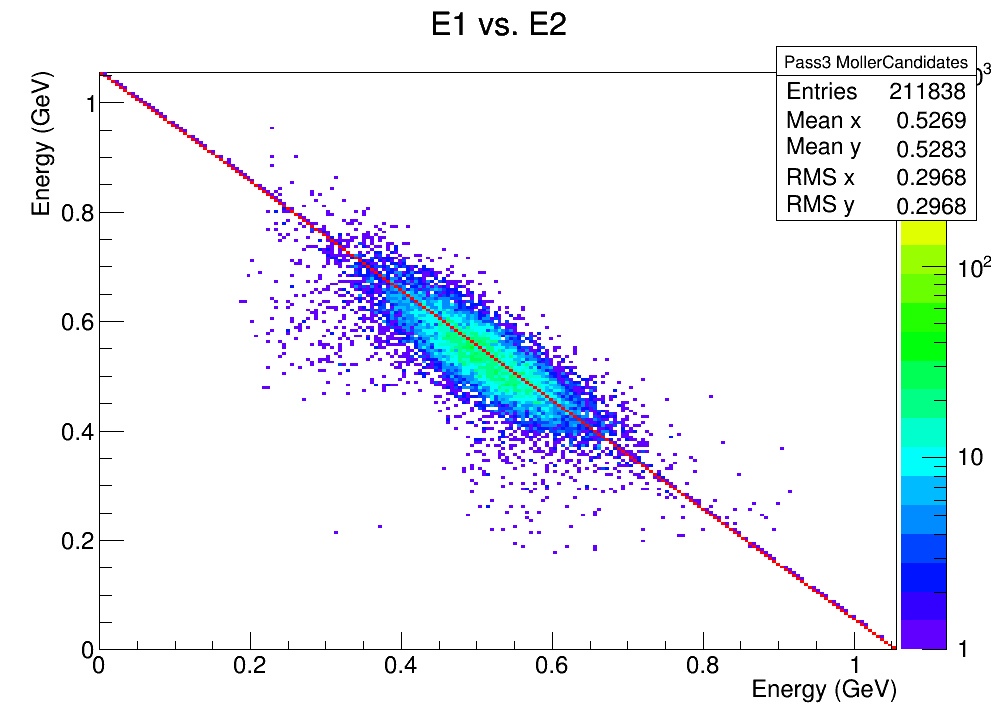 E1 vs. E2
Pass3 MollerCandidates
Entries 211838
Mean x 0.5269
Mean y 0.5283
RMS x 0.2968
RMS y 0.2968
Energy (GeV)
1
0.8
0.6
0.4
0.2
0
0 0.2 0.4 0.6 0.8 1
Energy (GeV)
10²
10
1